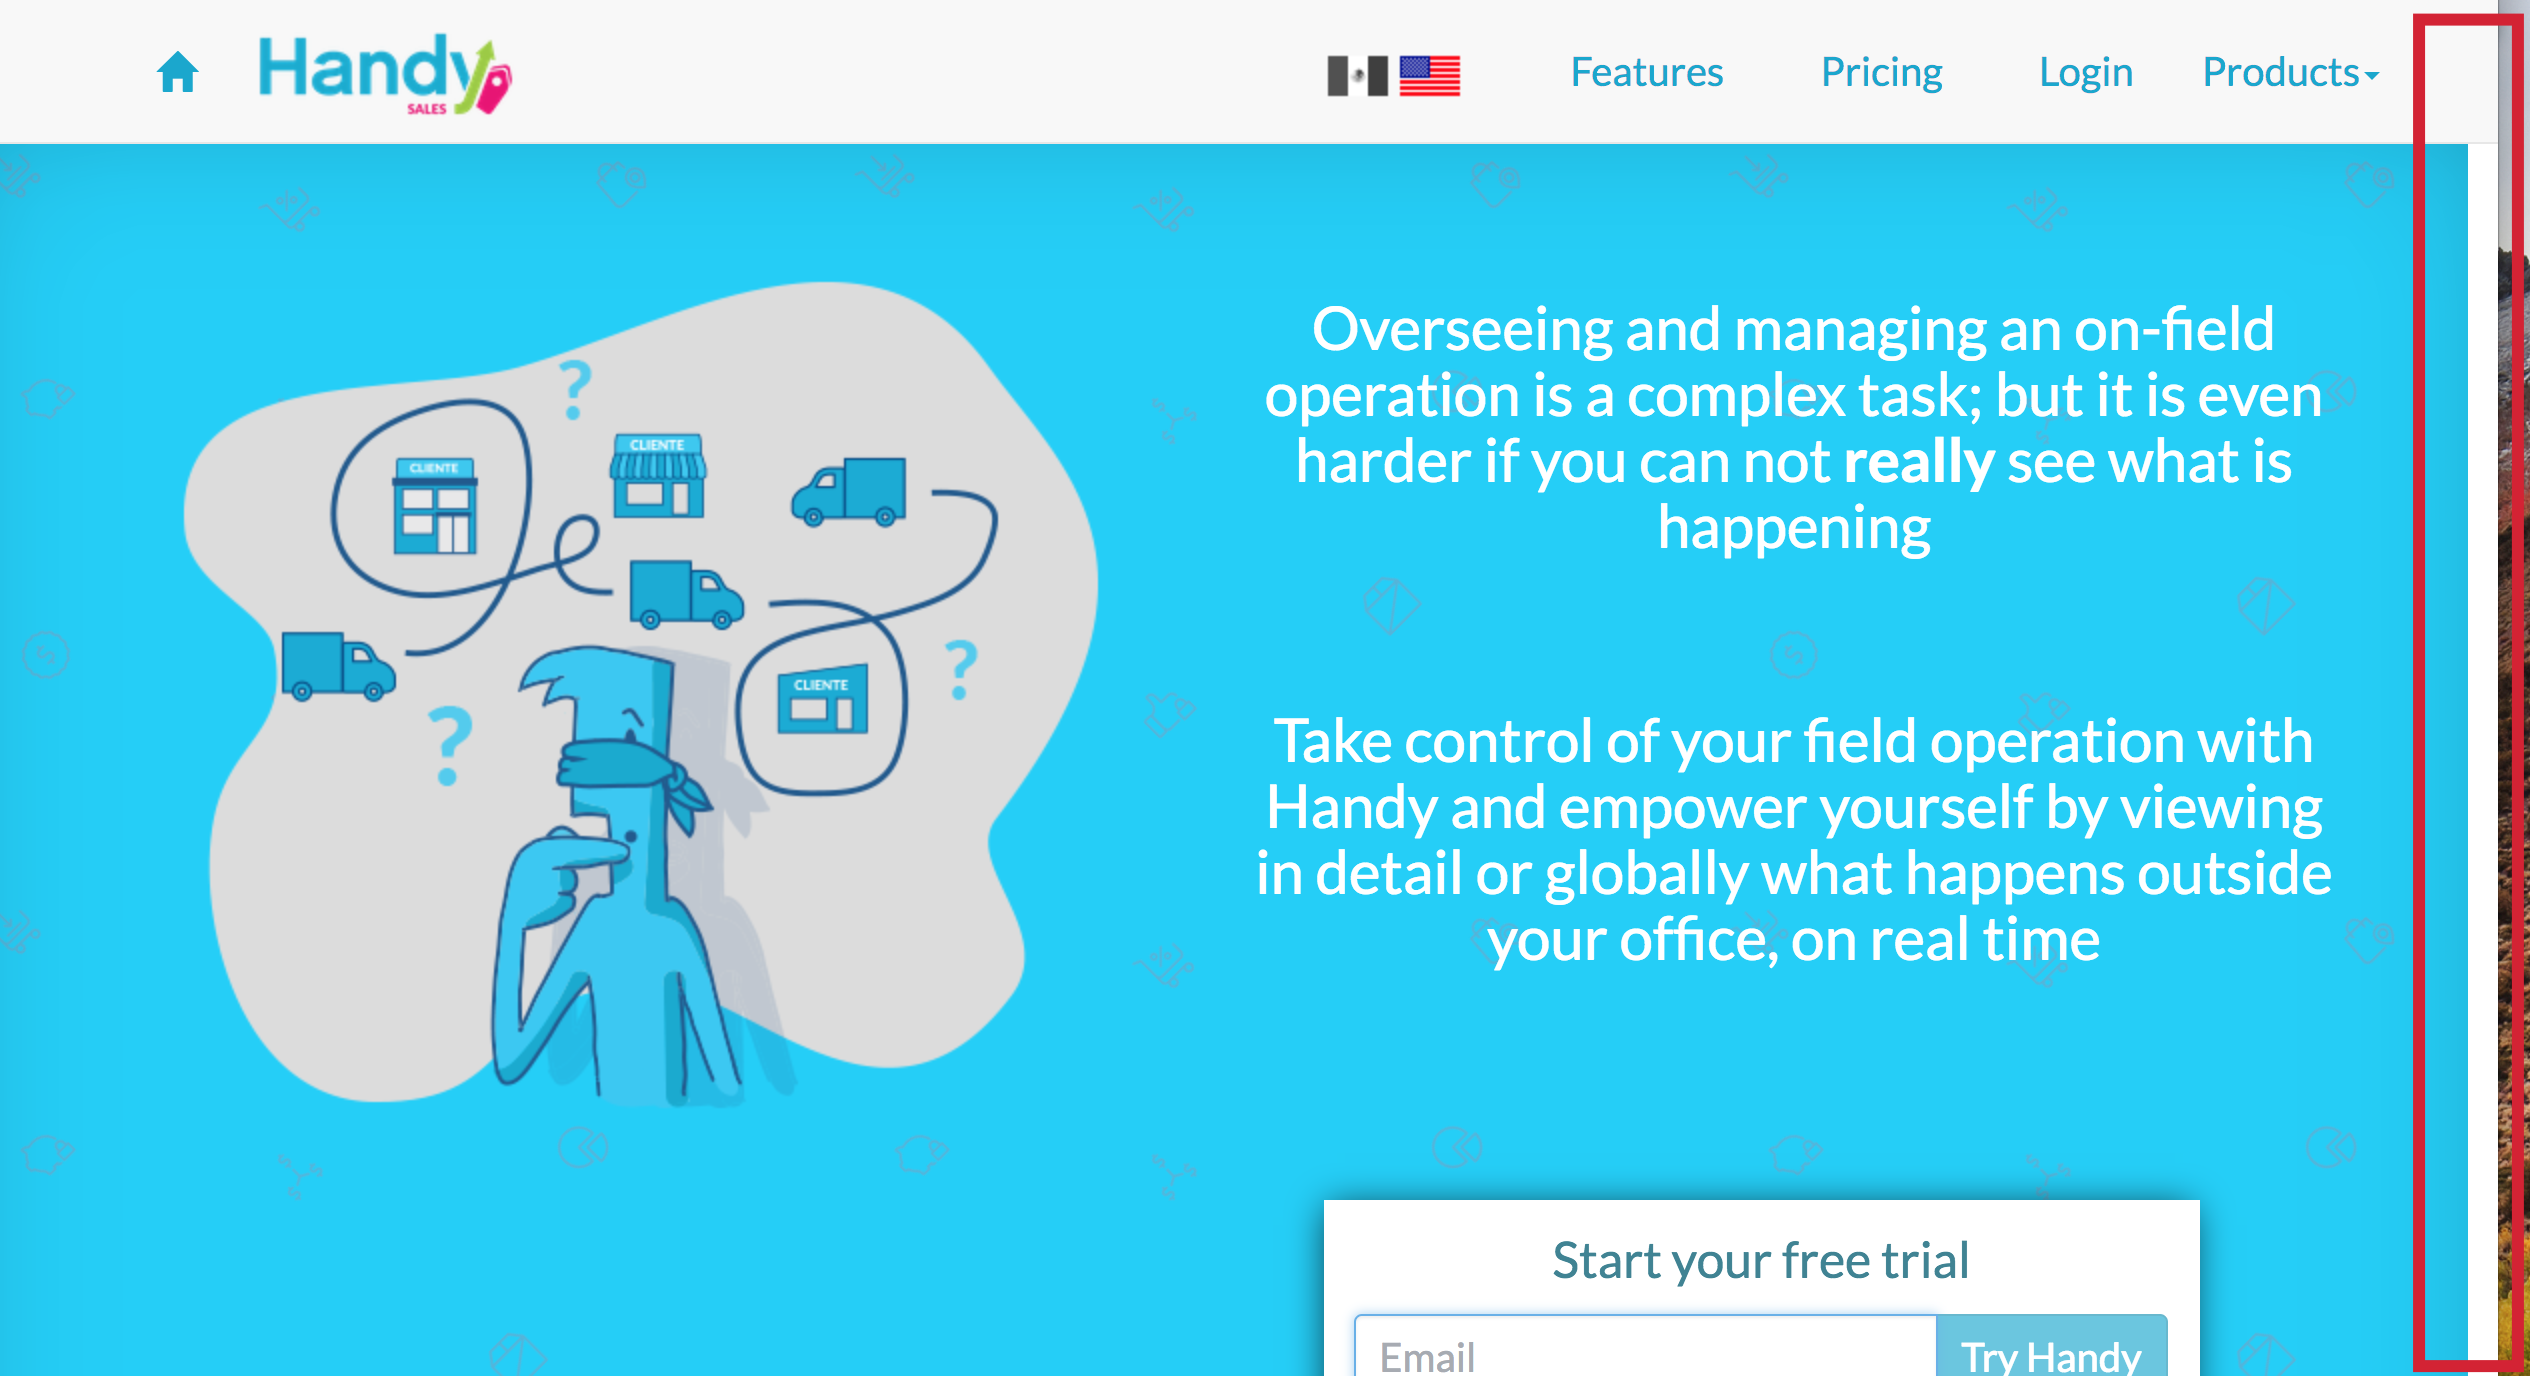 Handy
SALES
Features
Pricing
Login
Products
Overseeing and managing an on-field
operation is a complex task; but it is even
harder if you can not really see what is
happening
?
CLIENTE
CLIENTE
?
CLIENTE
?
Take control of your field operation with
Handy and empower yourself by viewing
in detail or globally what happens outside
your office, on real time
Start your free trial
Email
Try Handy